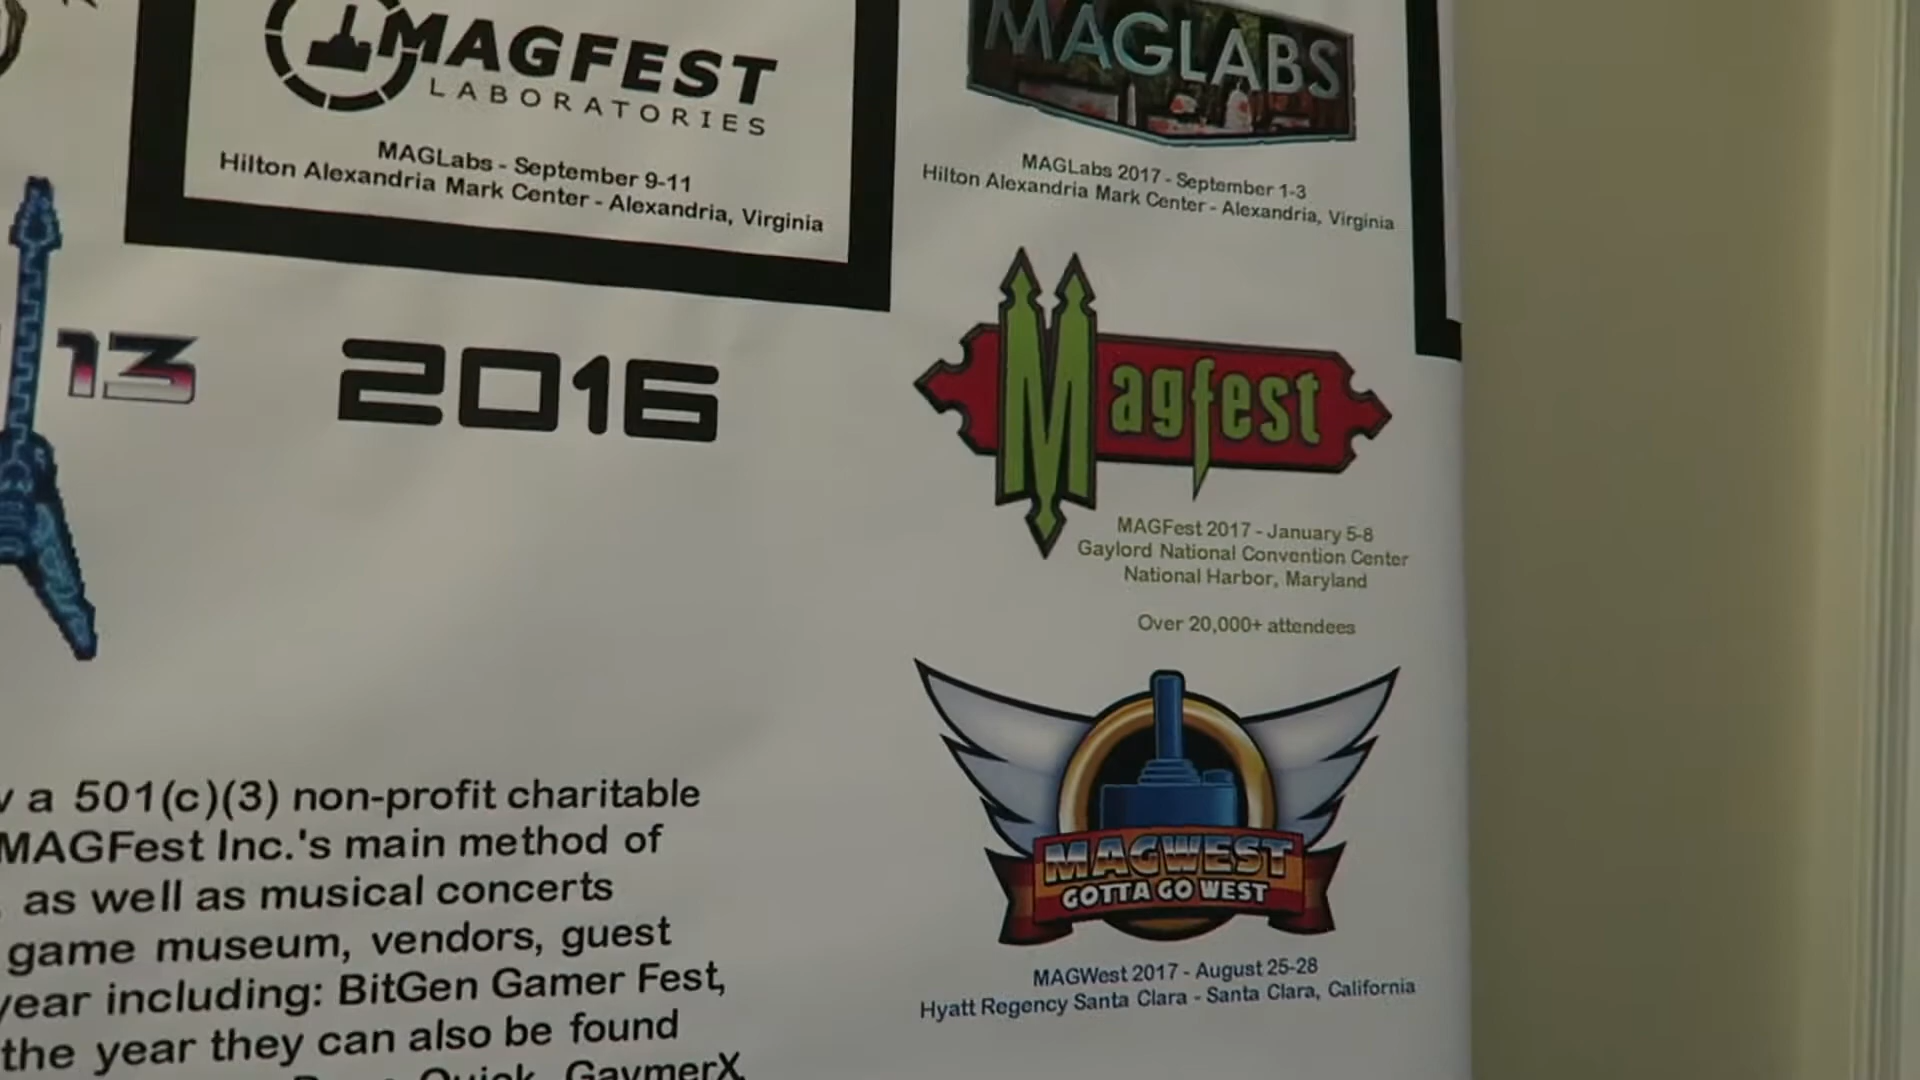 MAGFEST
LABORATORIES
MAGLabs - September 9-11
Hilton Alexandria Mark Center - Alexandria, Virginia
13
2016
MAGLABS
MAGLabs 2017 - September 1-3
Hilton Alexandria Mark Center - Alexandria, Virginia
Magfest
MAGFest 2017 - January 5-8
Gaylord National Convention Center
National Harbor, Maryland
Over 20,000+ attendees
MAGWEST
GOTTA GO WEST
MAGWest 2017 - August 25-28
Hyatt Regency Santa Clara - Santa Clara, California
a 501(c)(3) non-profit charitable
MAGFest Inc.'s main method of
as well as musical concerts
game museum, vendors, guest
year including: BitGen Gamer Fest,
the year they can also be found
Quick, GaymerX,